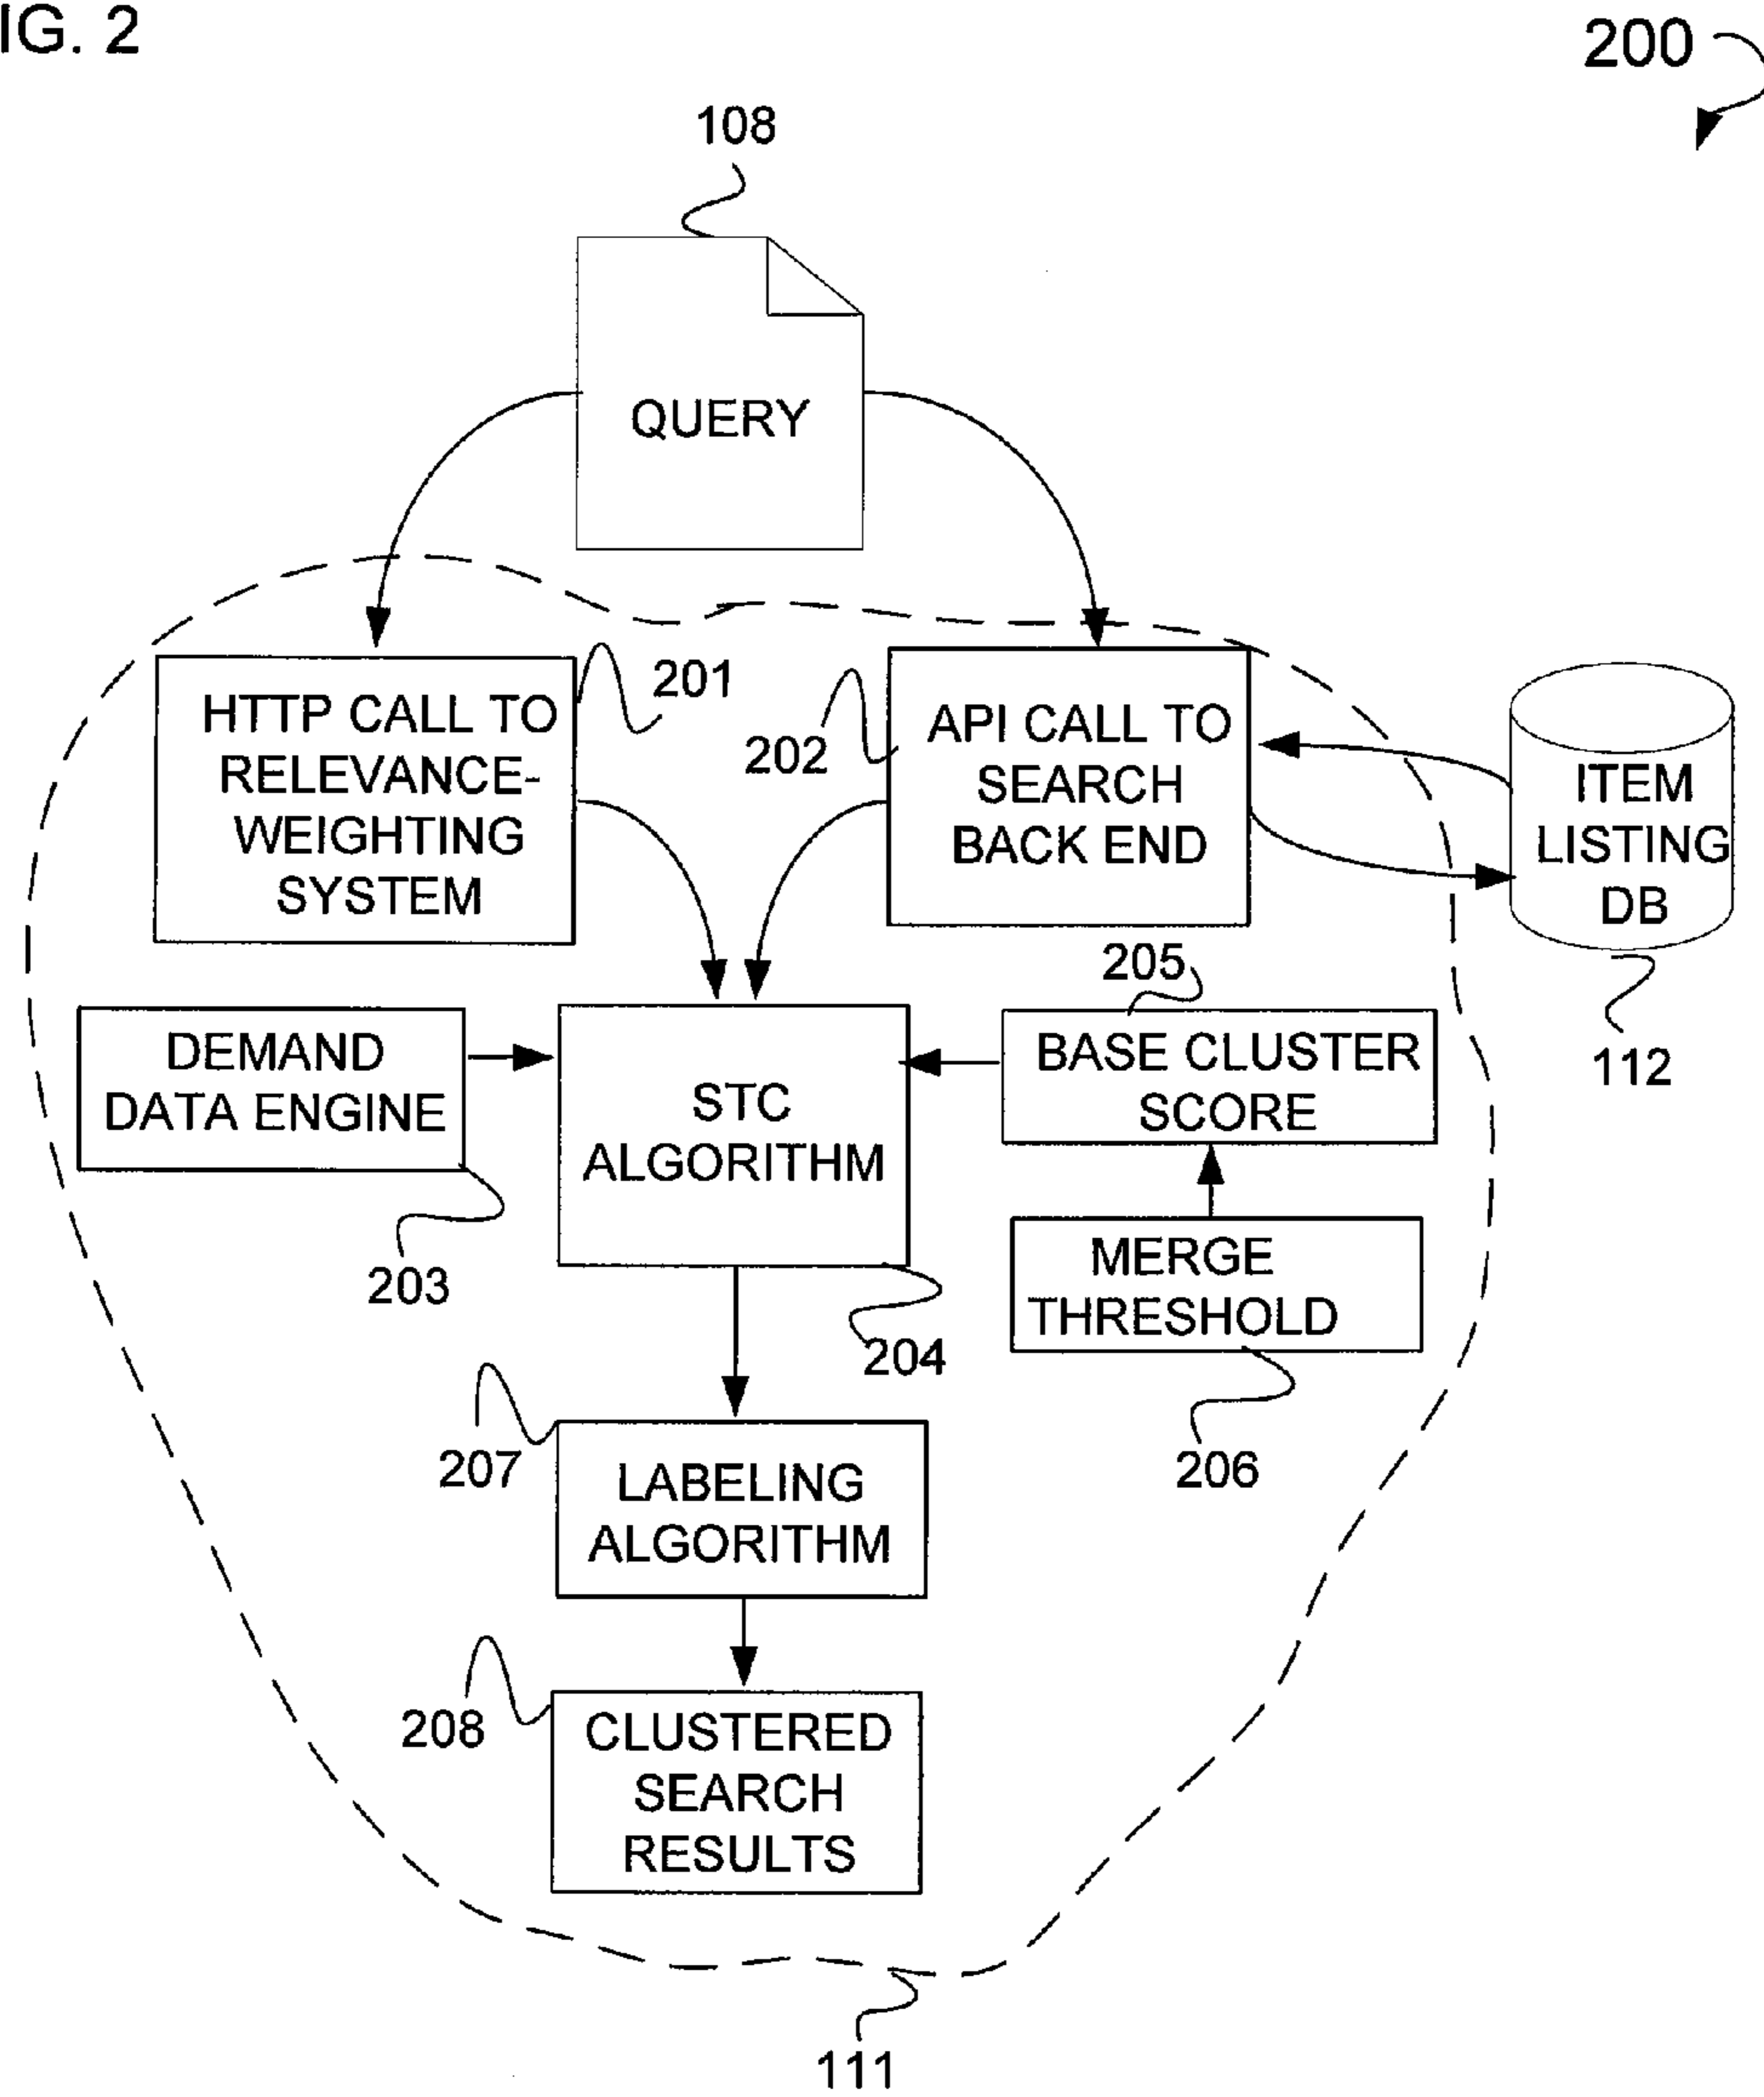 IG. 2
200
108
QUERY
HTTP CALL TO
RELEVANCE-
WEIGHTING
SYSTEM
201
202
API CALL TO
SEARCH
BACK END
ITEM
LISTING
DB
112
DEMAND
DATA ENGINE
203
STC
ALGORITHM
204
205
BASE CLUSTER
SCORE
MERGE
THRESHOLD
206
207
LABELING
ALGORITHM
208
CLUSTERED
SEARCH
RESULTS
111